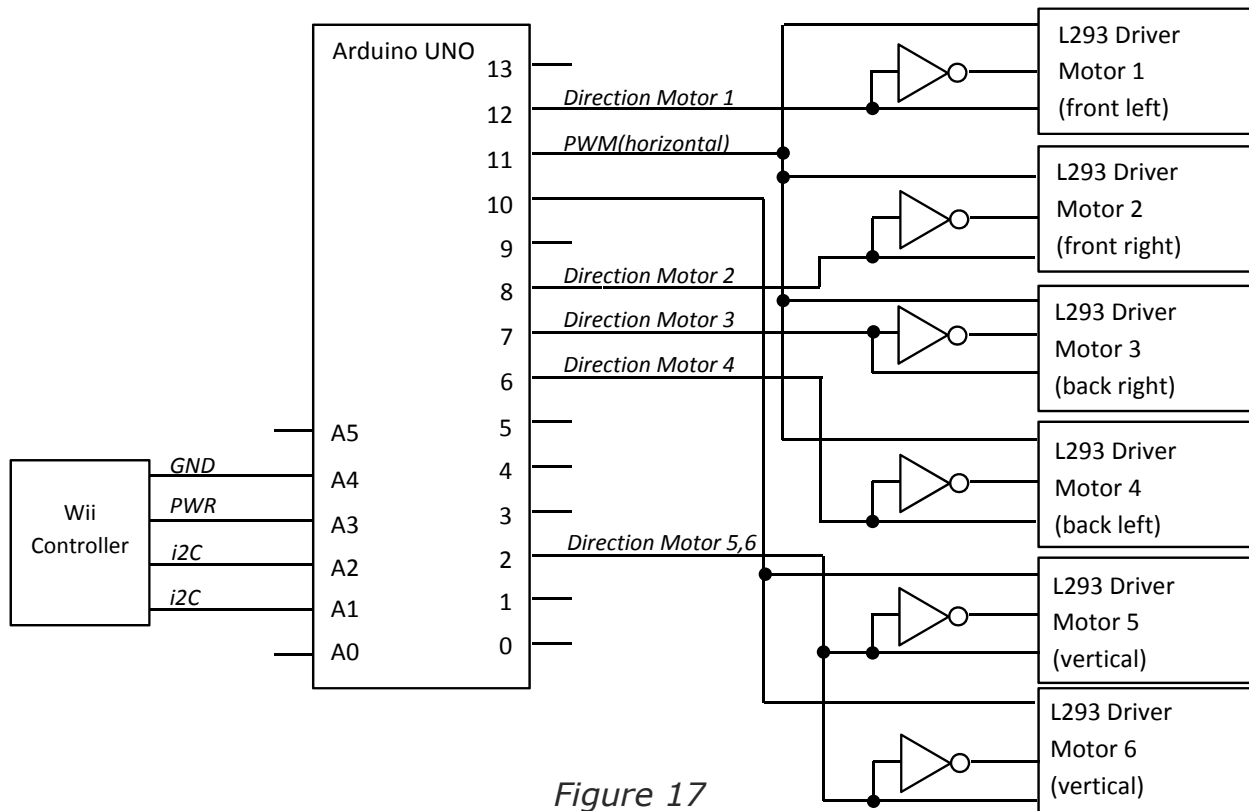 Arduino UNO
13
12
11
10
9
8
7
6
5
4
3
2
1
0
A5
A4
A3
A2
A1
A0
Wii
Controller
GND
PWR
i2C
i2C
Direction Motor 1
PWM(horizontal)
Direction Motor 2
Direction Motor 3
Direction Motor 4
Direction Motor 5,6
L293 Driver
Motor 1
(front left)
L293 Driver
Motor 2
(front right)
L293 Driver
Motor 3
(back right)
L293 Driver
Motor 4
(back left)
L293 Driver
Motor 5
(vertical)
L293 Driver
Motor 6
(vertical)
Figure 17